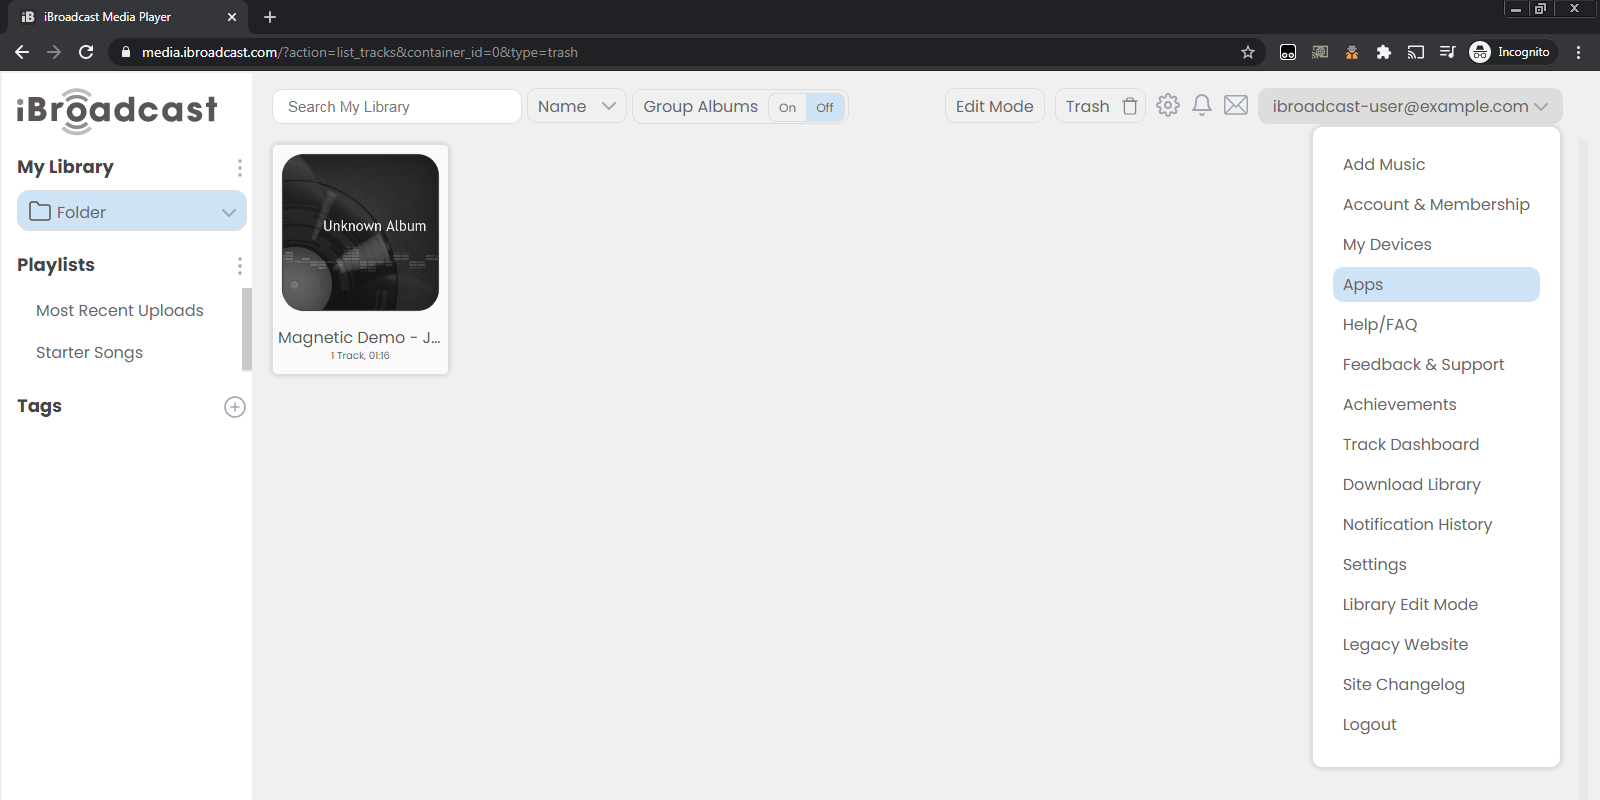 iB iBroadcast Media Player
media.ibroadcast.com/?action=list_tracks&container_id=0&type=trash
Incognito
iBroadcast
Search My Library
Name
Group Albums On Off
Edit Mode
Trash
ibroadcast-user@example.com
My Library
Folder
Playlists
Most Recent Uploads
Starter Songs
Tags
Unknown Album
Magnetic Demo - J...
1 Track, 01:16
Add Music
Account & Membership
My Devices
Apps
Help/FAQ
Feedback & Support
Achievements
Track Dashboard
Download Library
Notification History
Settings
Library Edit Mode
Legacy Website
Site Changelog
Logout